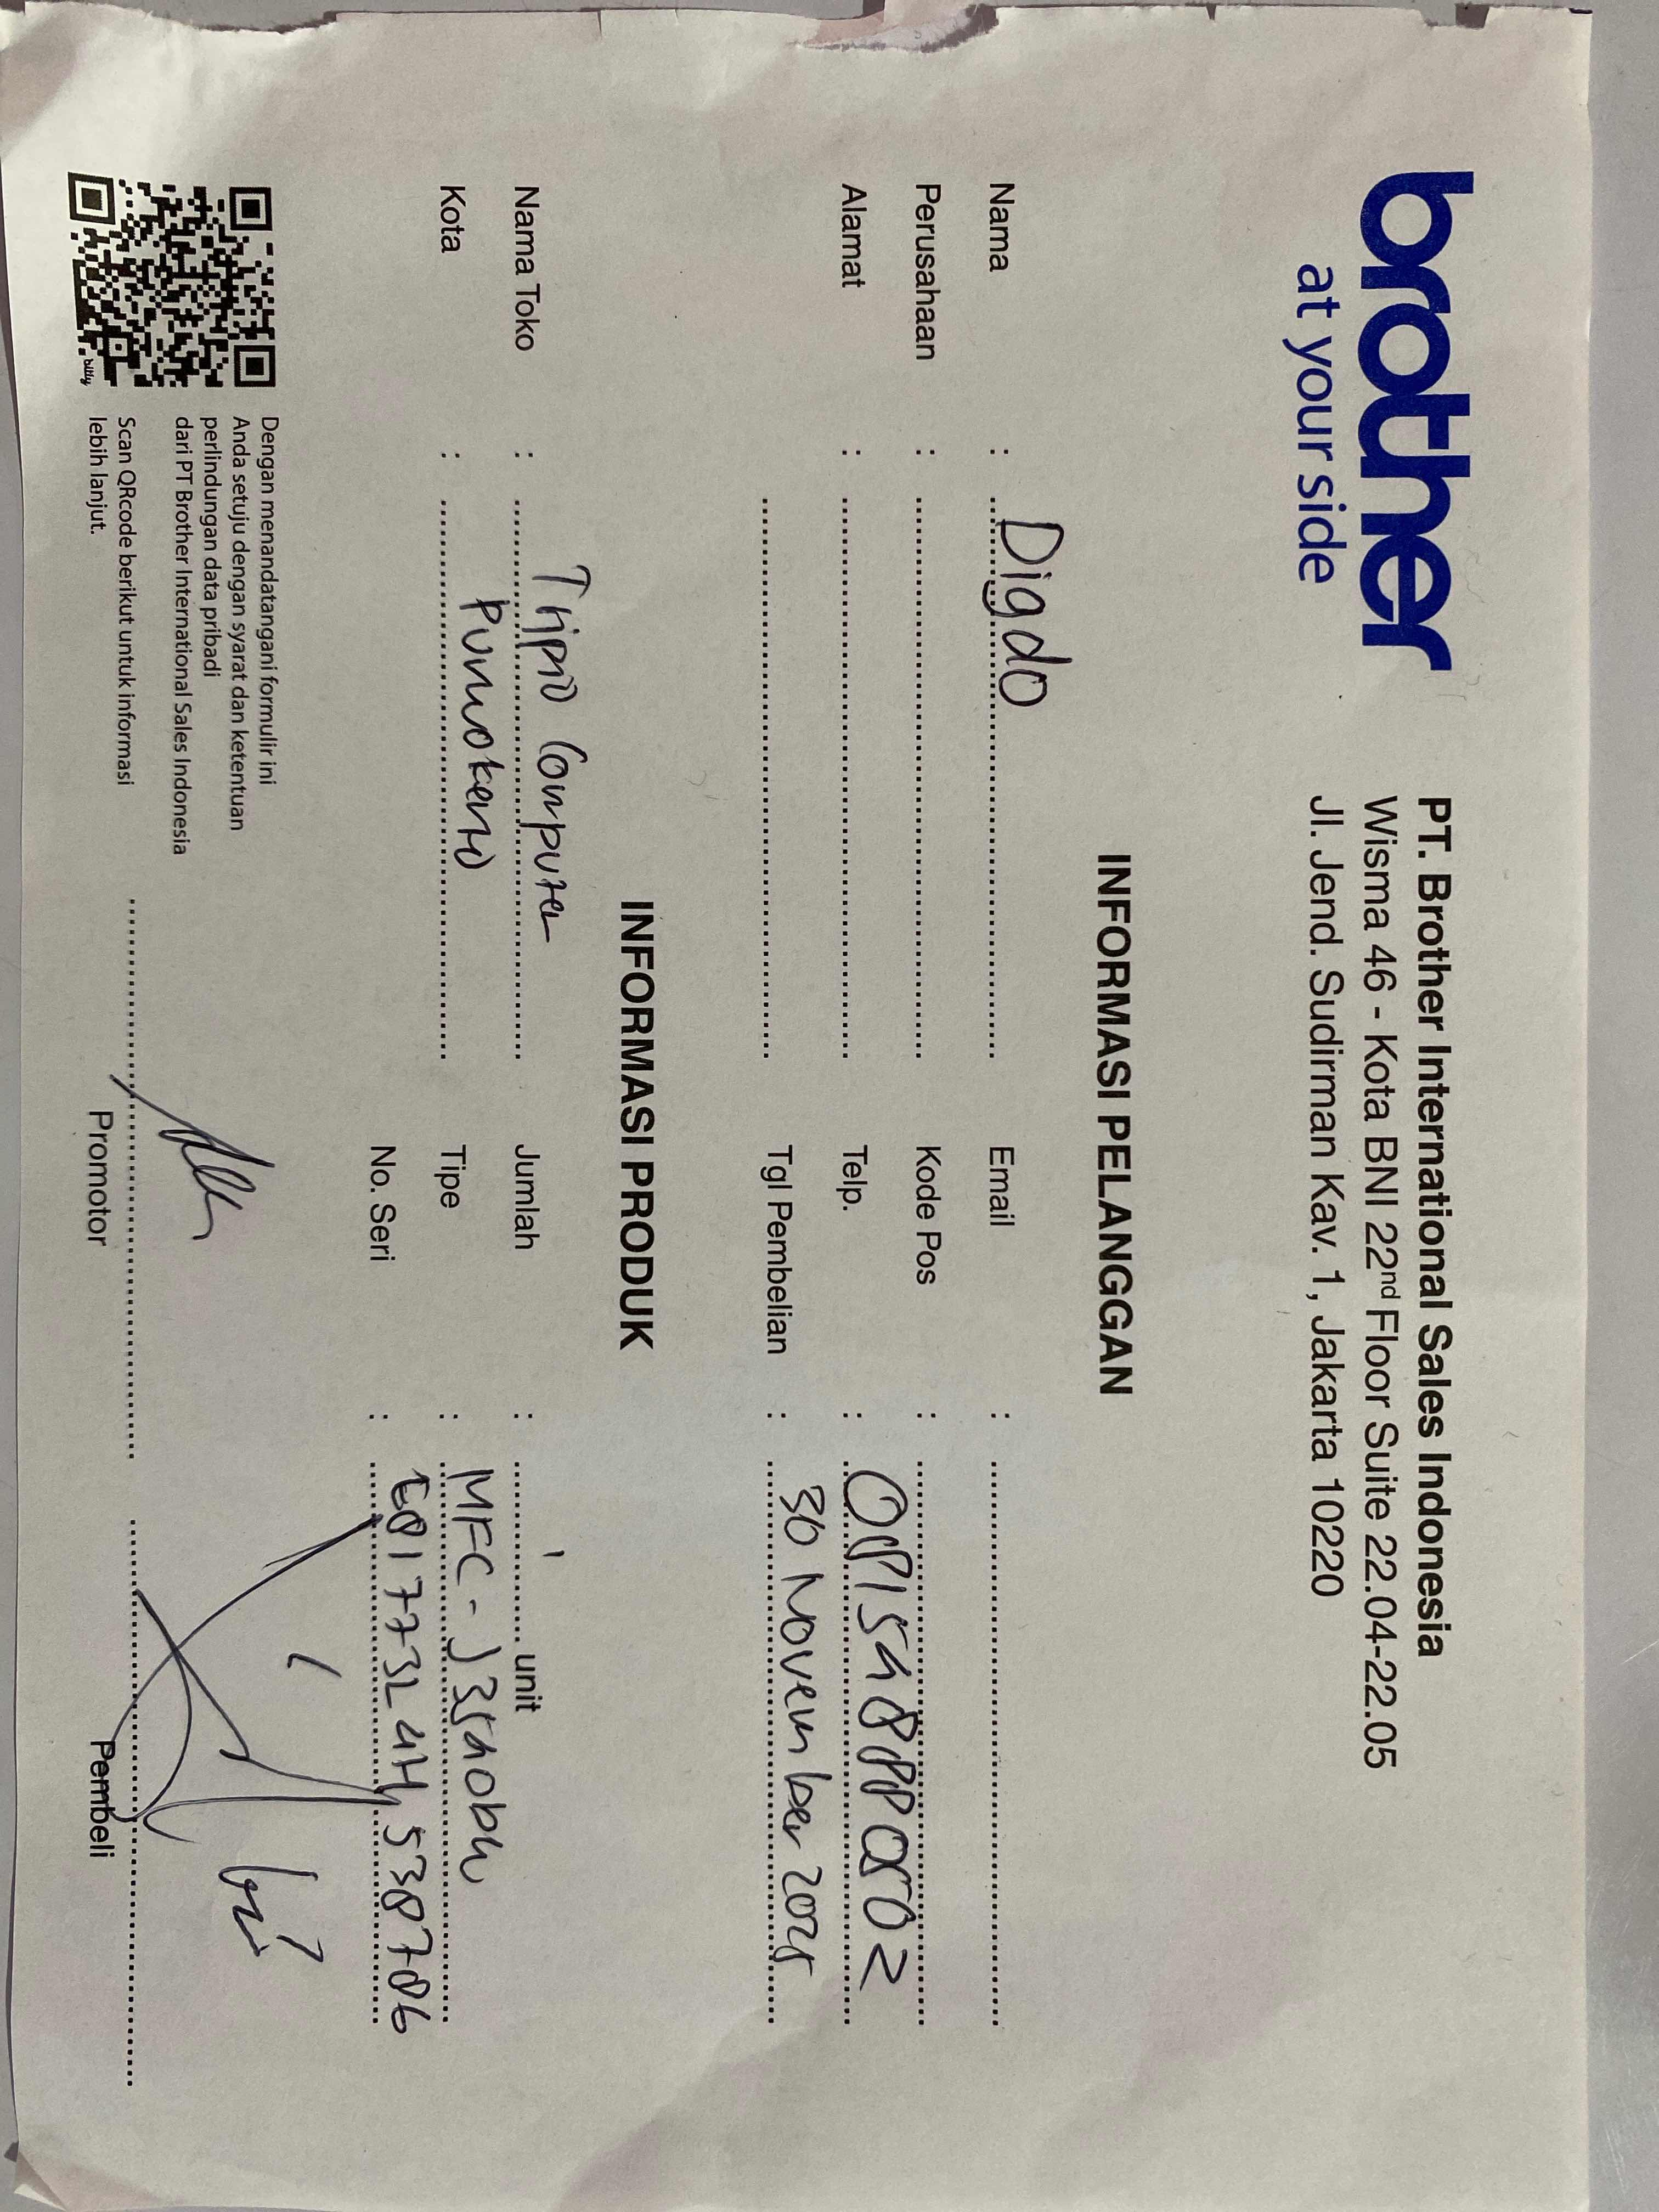 brother
at your side
PT. Brother International Sales Indonesia
Wisma 46 - Kota BNI 22nd Floor Suite 22.04-22.05
Jl. Jend. Sudirman Kav. 1, Jakarta 10220
INFORMASI PELANGGAN
Nama : Digdo
Email :
Perusahaan :
Kode Pos :
Alamat :
Telp. :
Tgl Pembelian : 30 November 2025
INFORMASI PRODUK
Nama Toko : Tripio Computer
Jumlah : 1 unit
Kota : Purwokerto
Tipe : MFC-J3540DW
No. Seri :
Dengan menandatangani formulir ini
Anda setuju dengan syarat dan ketentuan
perlindungan data pribadi
dari PT Brother International Sales Indonesia
Scan QRcode berikut untuk informasi
lebih lanjut.
bitly
Promotor
Pembeli